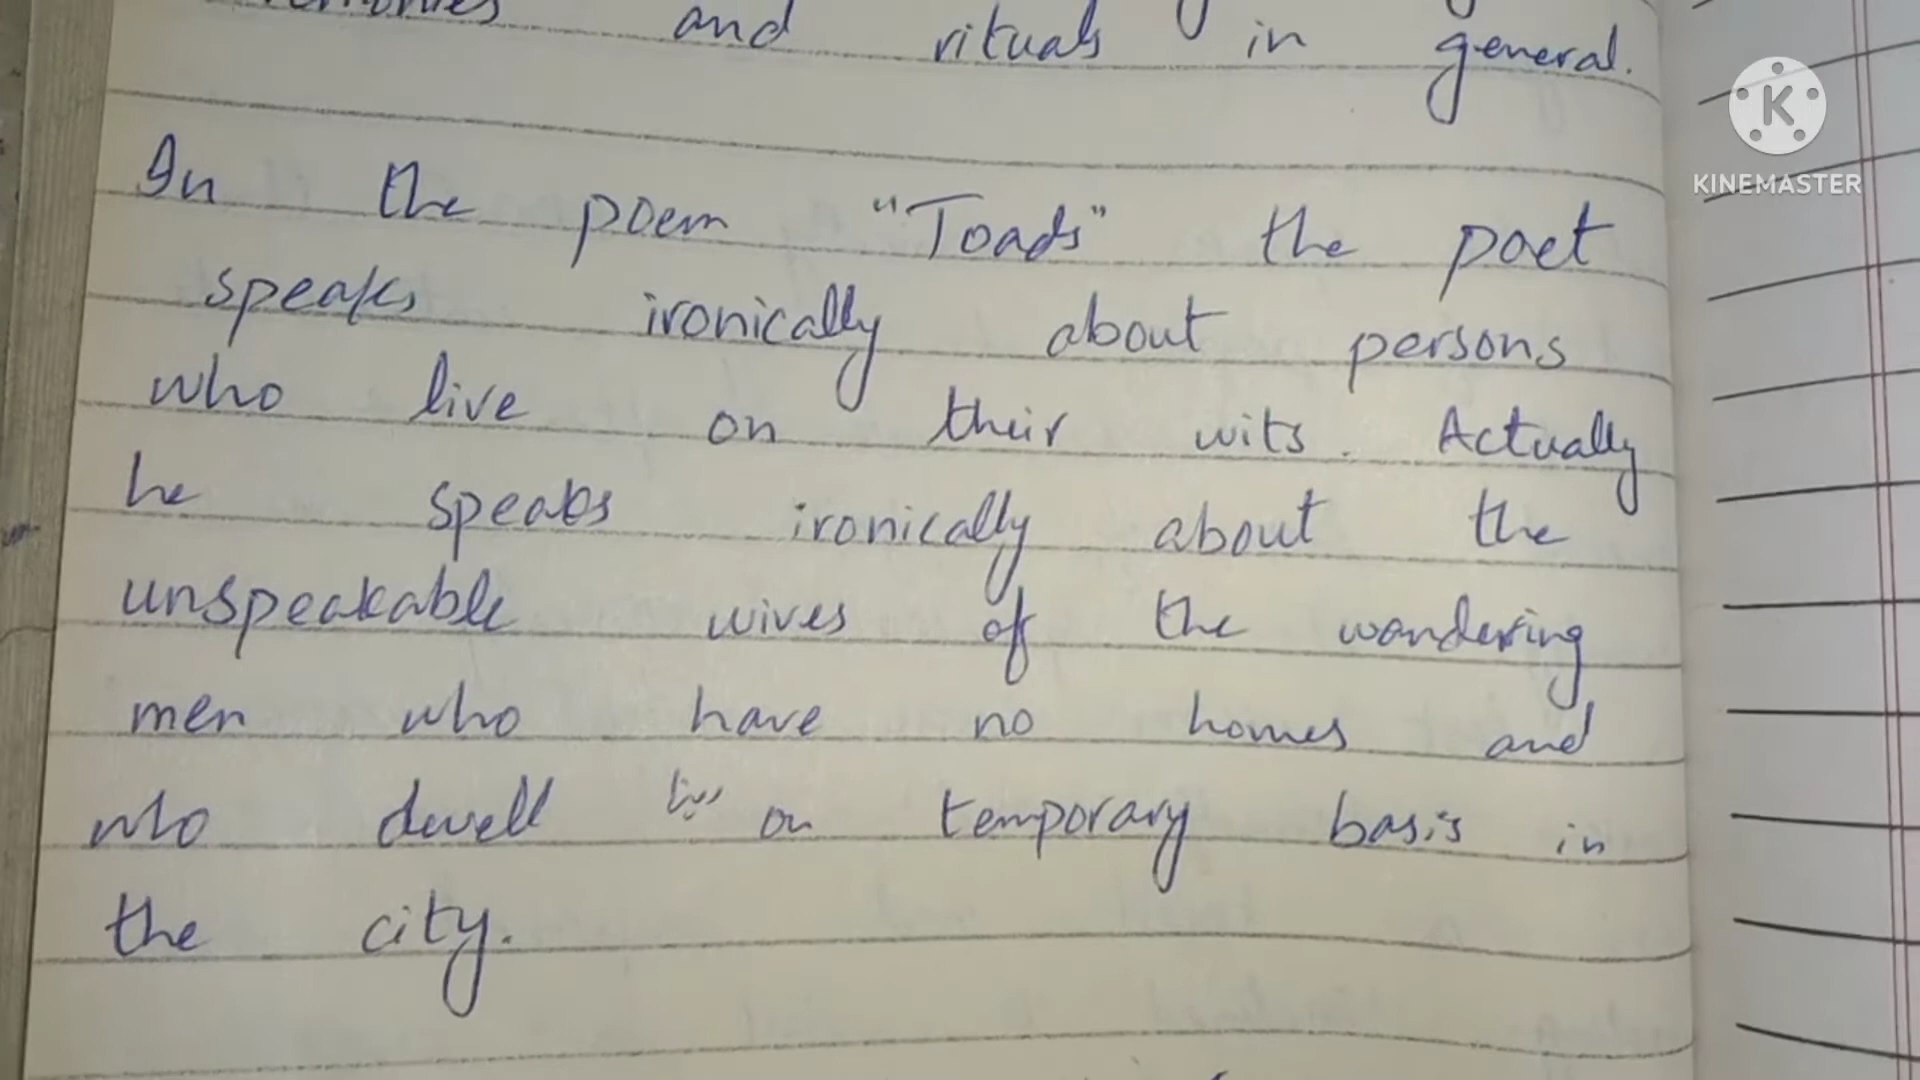 and rituals in general.
In the poem "Toads" the poet
speaks ironically about persons
who live on their wits. Actually
he speaks ironically about the
unspeakable wives of the wandering
men who have no homes and
who dwell on temporary basis in
the city.
KINEMASTER